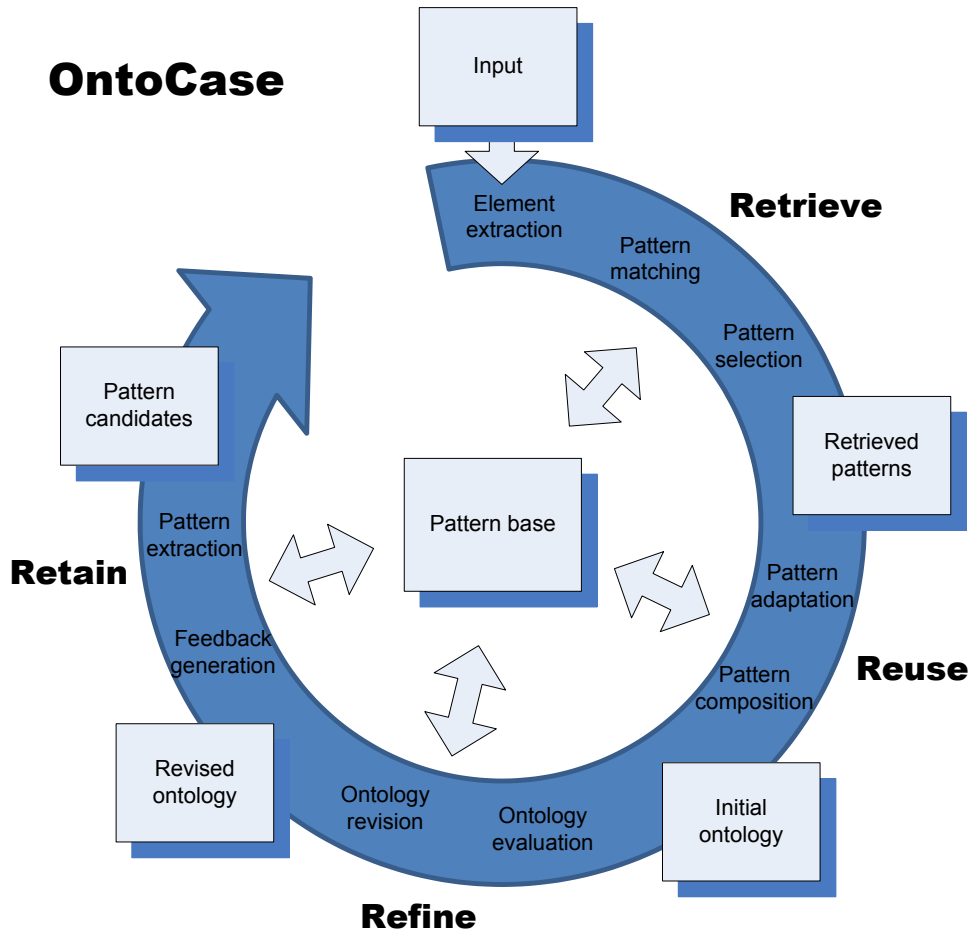 OntoCase
Input
Element
extraction
Retrieve
Pattern
matching
Pattern
selection
Retrieved
patterns
Pattern
adaptation
Reuse
Pattern
composition
Initial
ontology
Ontology
evaluation
Refine
Ontology
revision
Revised
ontology
Feedback
generation
Retain
Pattern
extraction
Pattern
candidates
Pattern base